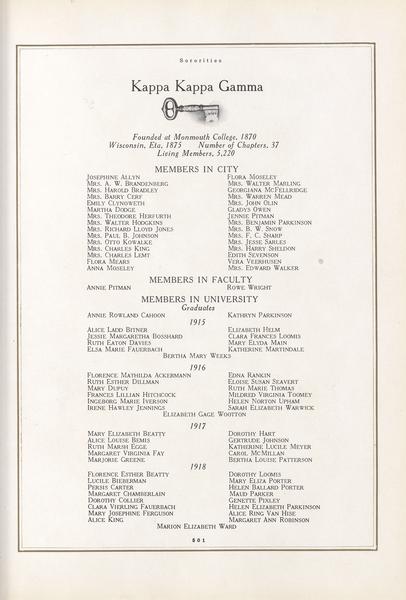 Sororities
Kappa Kappa Gamma
Founded at Monmouth College, 1870
Wisconsin, Eta, 1875 Number of Chapters, 37
Living Members, 5,220
MEMBERS IN CITY
Josephine Allyn
Mrs. A. W. Brandenberg
Mrs. Harold Bradley
Mrs. Barry Cerf
Emily Clynoweth
Martha Dodge
Mrs. Theodore Herfurth
Mrs. Walter Hodgkins
Mrs. Richard Lloyd Jones
Mrs. Paul B. Johnson
Mrs. Otto Kowalke
Mrs. Charles King
Mrs. Charles Lemt
Flora Mears
Anna Moseley
Flora Moseley
Mrs. Walter Marling
Georgiana McFellridge
Mrs. Warren Mead
Mrs. John Olin
Gladys Owen
Jennie Pitman
Mrs. Benjamin Parkinson
Mrs. B. W. Snow
Mrs. F. C. Sharp
Mrs. Jesse Sarles
Mrs. Harry Sheldon
Edith Sevenson
Vera Veerhusen
Mrs. Edward Walker
MEMBERS IN FACULTY
Annie Pitman
Rowe Wright
MEMBERS IN UNIVERSITY
Graduates
Annie Rowland Cahoon
Kathryn Parkinson
1915
Alice Ladd Bitner
Jessie Margaretha Bosshard
Ruth Eaton Davies
Elsa Marie Fauerbach
Elizabeth Helm
Clara Frances Loomis
Mary Elyda Main
Katherine Martindale
Bertha Mary Weeks
1916
Florence Mathilda Ackermann
Ruth Esther Dillman
Mary Dupuy
Frances Lillian Hitchcock
Ingeborg Marie Iverson
Irene Hawley Jennings
Edna Rankin
Eloise Susan Seavert
Ruth Marie Thomas
Mildred Virginia Toomey
Helen Norton Upham
Sarah Elizabeth Warwick
Elizabeth Gage Wootton
1917
Mary Elizabeth Beatty
Alice Louise Bemis
Ruth Marsh Egge
Margaret Virginia Fay
Marjorie Greene
Dorothy Hart
Gertrude Johnson
Katherine Lucile Meyer
Carol McMillan
Bertha Louise Patterson
1918
Florence Esther Beatty
Lucile Bieberman
Persis Carter
Margaret Chamberlain
Dorothy Collier
Clara Vierling Fauerbach
Mary Josephine Ferguson
Alice King
Dorothy Loomis
Mary Eliza Porter
Helen Ballard Porter
Maud Parker
Genette Pixley
Helen Elizabeth Parkinson
Alice Ring Van Hise
Margaret Ann Robinson
Marion Elizabeth Ward
501